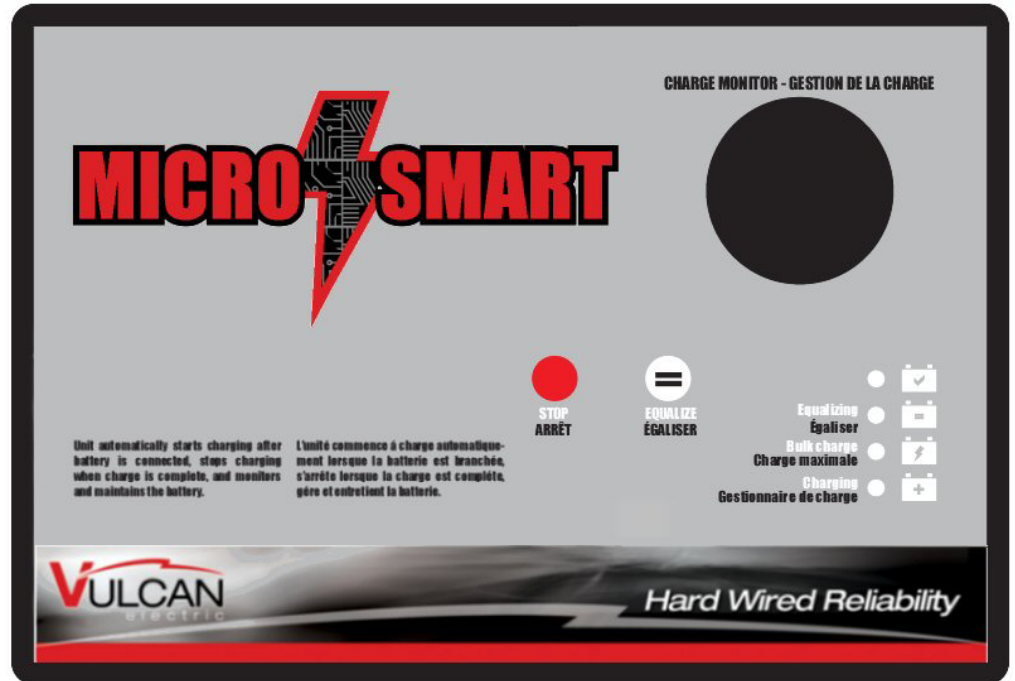 CHARGE MONITOR - GESTION DE LA CHARGE
MICRO SMART
STOP
ARRÊT
EQUALIZE
ÉGALISER
Equalizing
Égaliser
Bulk charge
Charge maximale
Charging
Gestionnaire de charge
Unit automatically starts charging after
battery is connected, stops charging
when charge is complete, and monitors
and maintains the battery.
L'unité commence á charge automatique-
ment lorsque la batterie est branchée,
s'arrête lorsque la charge est compléte,
gére et entretient la batterie.
VULCAN
electric
Hard Wired Reliability